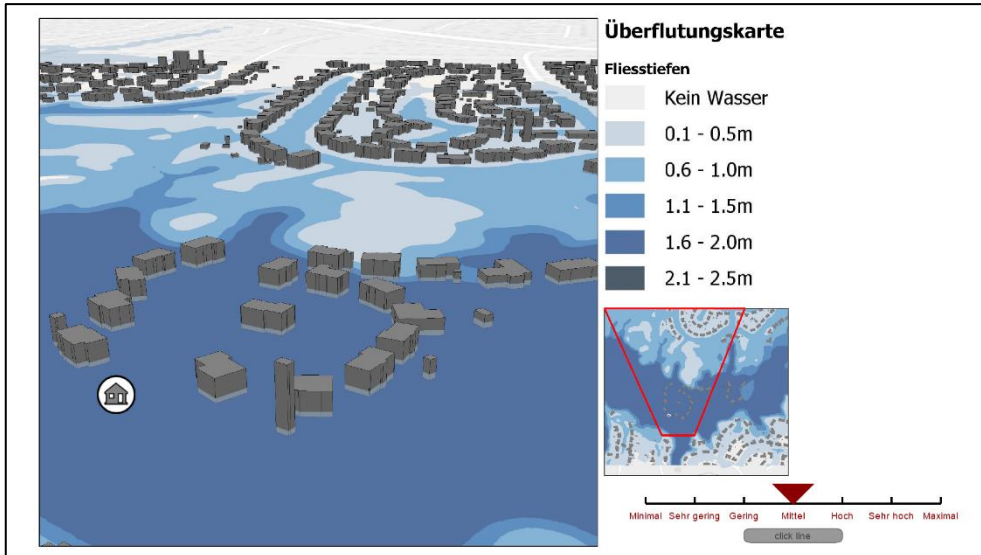 Überflutungskarte
Fliesstiefen
Kein Wasser
0.1 - 0.5m
0.6 - 1.0m
1.1 - 1.5m
1.6 - 2.0m
2.1 - 2.5m
Minimal Sehr gering Gering Mittel Hoch Sehr hoch Maximal
click line